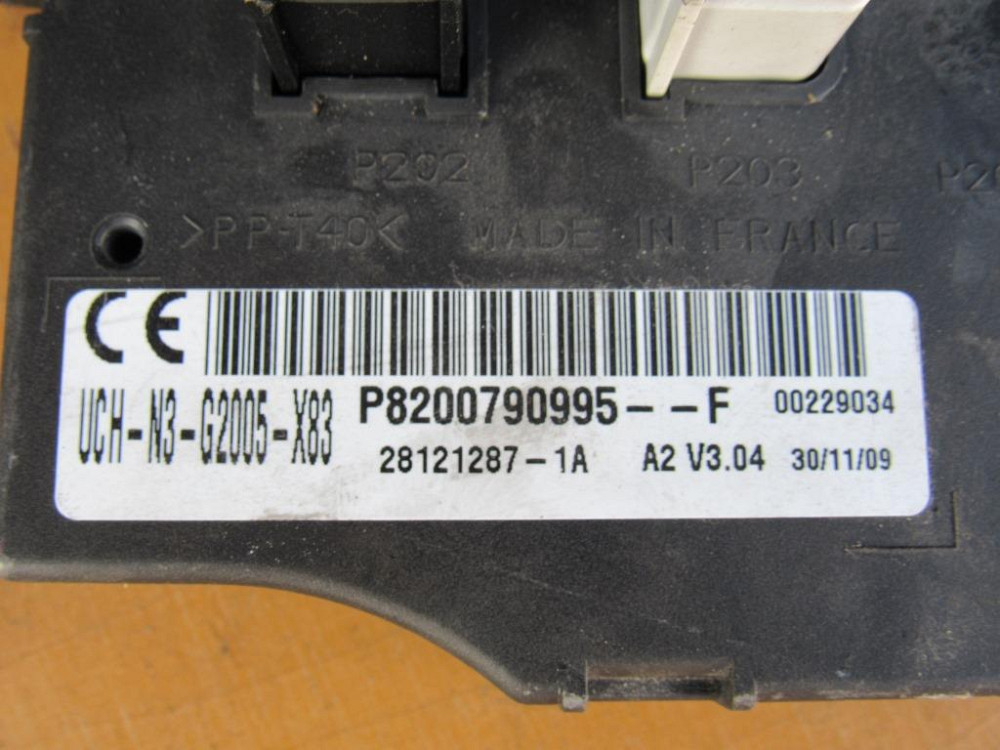 P202 P203 P20
>PP-T40< MADE IN FRANCE
CE
UCH-N3-G2005-X83 P8200790995--F 00229034
28121287-1A A2 V3.04 30/11/09